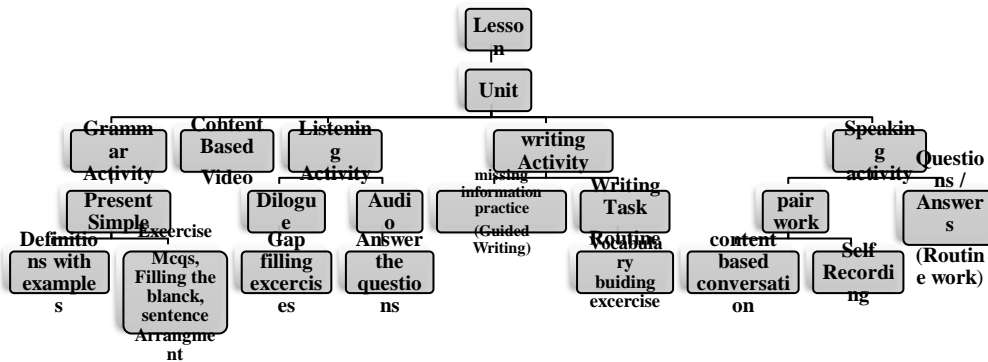 Lesso
n
Unit
Gramm
ar
Activity
Content
Based
Video
Listenin
g
Activity
writing
Activity
Speakin
g
activity
Present
Simple
Dilogu
e
Audi
o
missing
information
practice
(Guided
Writing)
Writing
Task
pair
work
Questio
ns /
Answer
s
(Routin
e work)
Definitio
ns with
example
s
Exercise
Mcqs,
Filling the
blanck,
sentence
Arrangme
nt
Gap
filling
excercis
es
Answer
the
questio
ns
Routine
Vocabula
ry
buiding
excercise
content
based
conversati
on
Self
Recordi
ng